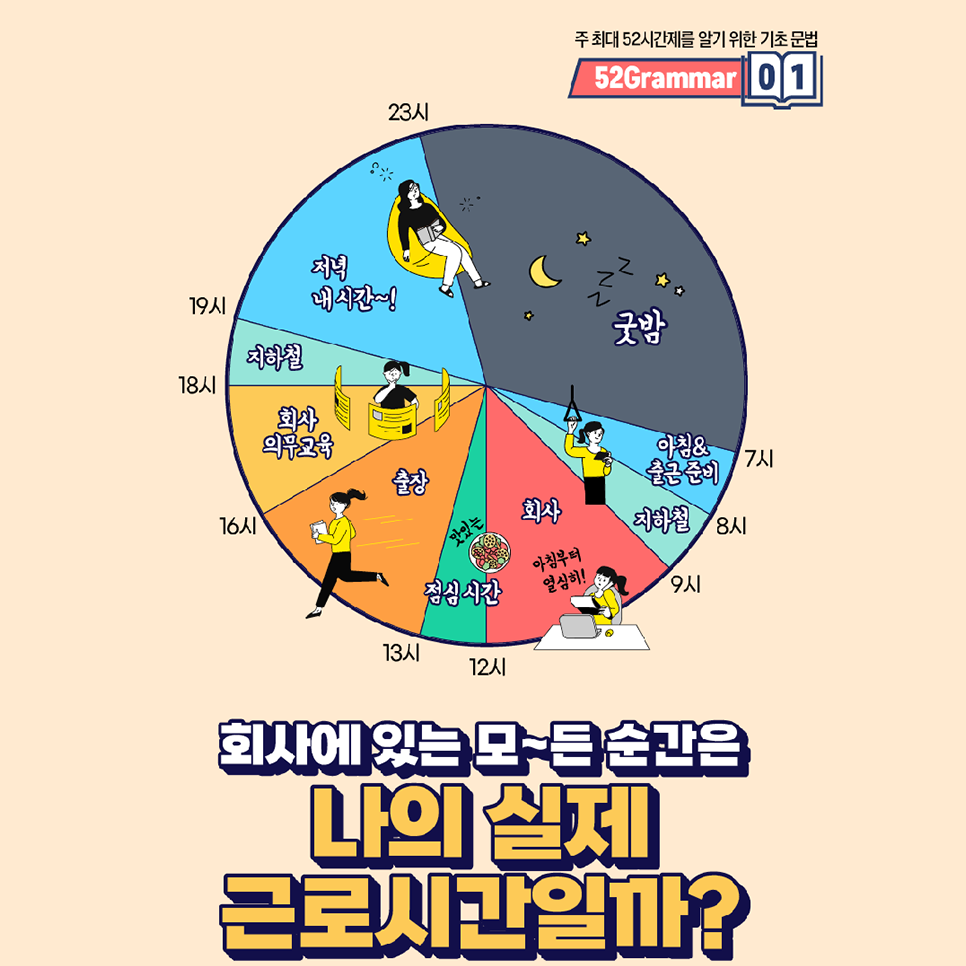 주 최대 52시간제를 알기 위한 기초 문법
52Grammar 01
23시
저녁
내 시간~!
굿밤
19시
지하철
18시
회사
의무교육
아침&
출근 준비
7시
출장
회사
지하철
8시
16시
맛있는
점심 시간
아침부터
열심히!
9시
13시
12시
회사에 있는 모~든 순간은
나의 실제
근로시간일까?